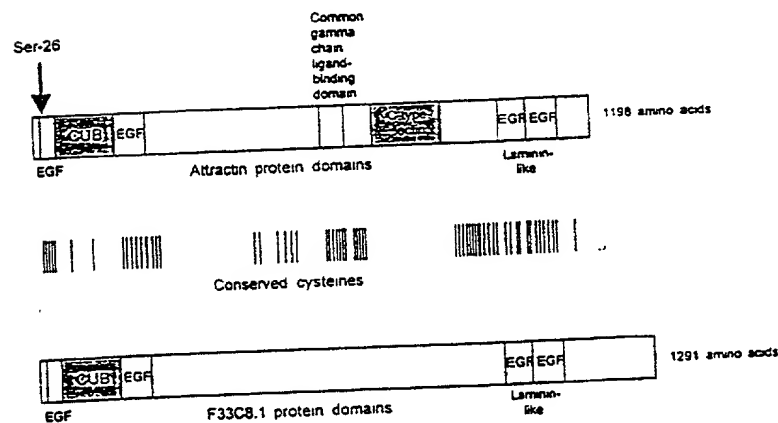 Common
gamma
chain
ligand-
binding
domain
Ser-26
CUB EGF C-type EGF EGF 1198 amino acids
EGF Attractin protein domains Laminin-
like
Conserved cysteines
CUB EGF EGF EGF 1291 amino acids
EGF F33C8.1 protein domains Laminin-
like